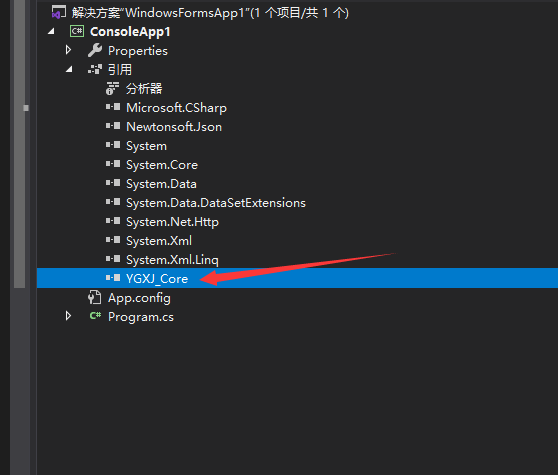 解决方案"WindowsFormsApp1"(1 个项目/共 1 个)
ConsoleApp1
Properties
引用
分析器
Microsoft.CSharp
Newtonsoft.Json
System
System.Core
System.Data
System.Data.DataSetExtensions
System.Net.Http
System.Xml
System.Xml.Linq
YGXJ_Core
App.config
C# Program.cs